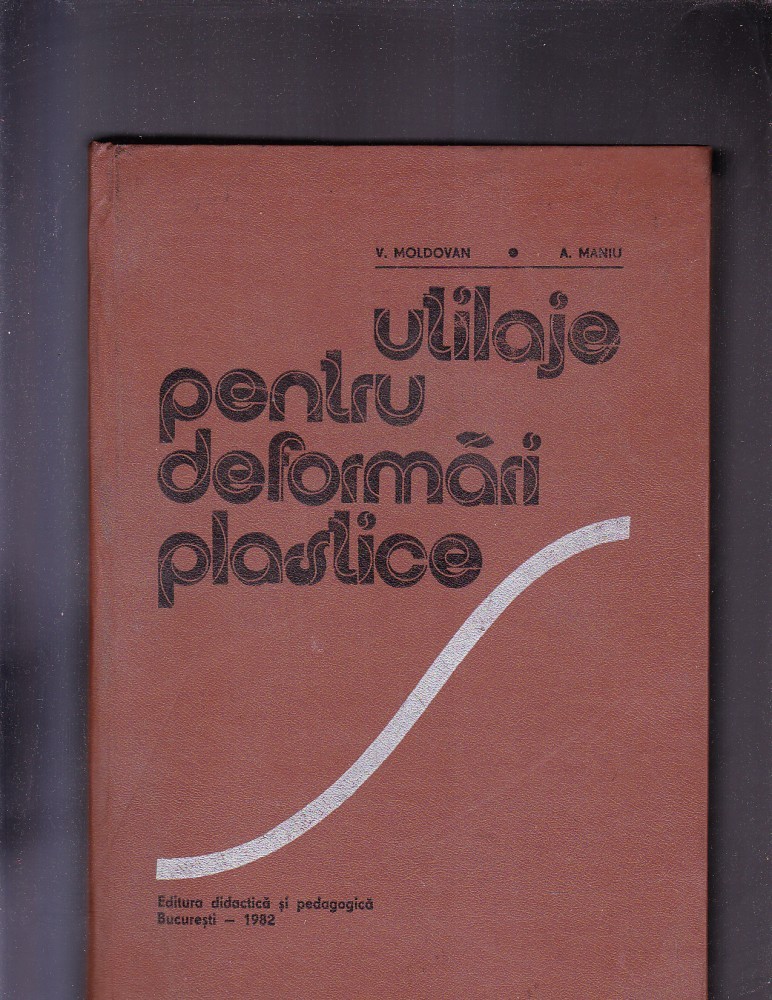 V. MOLDOVAN • A. MANIU
utilaje
pentru
deformări
plastice
Editura didactică și pedagogică
București — 1982